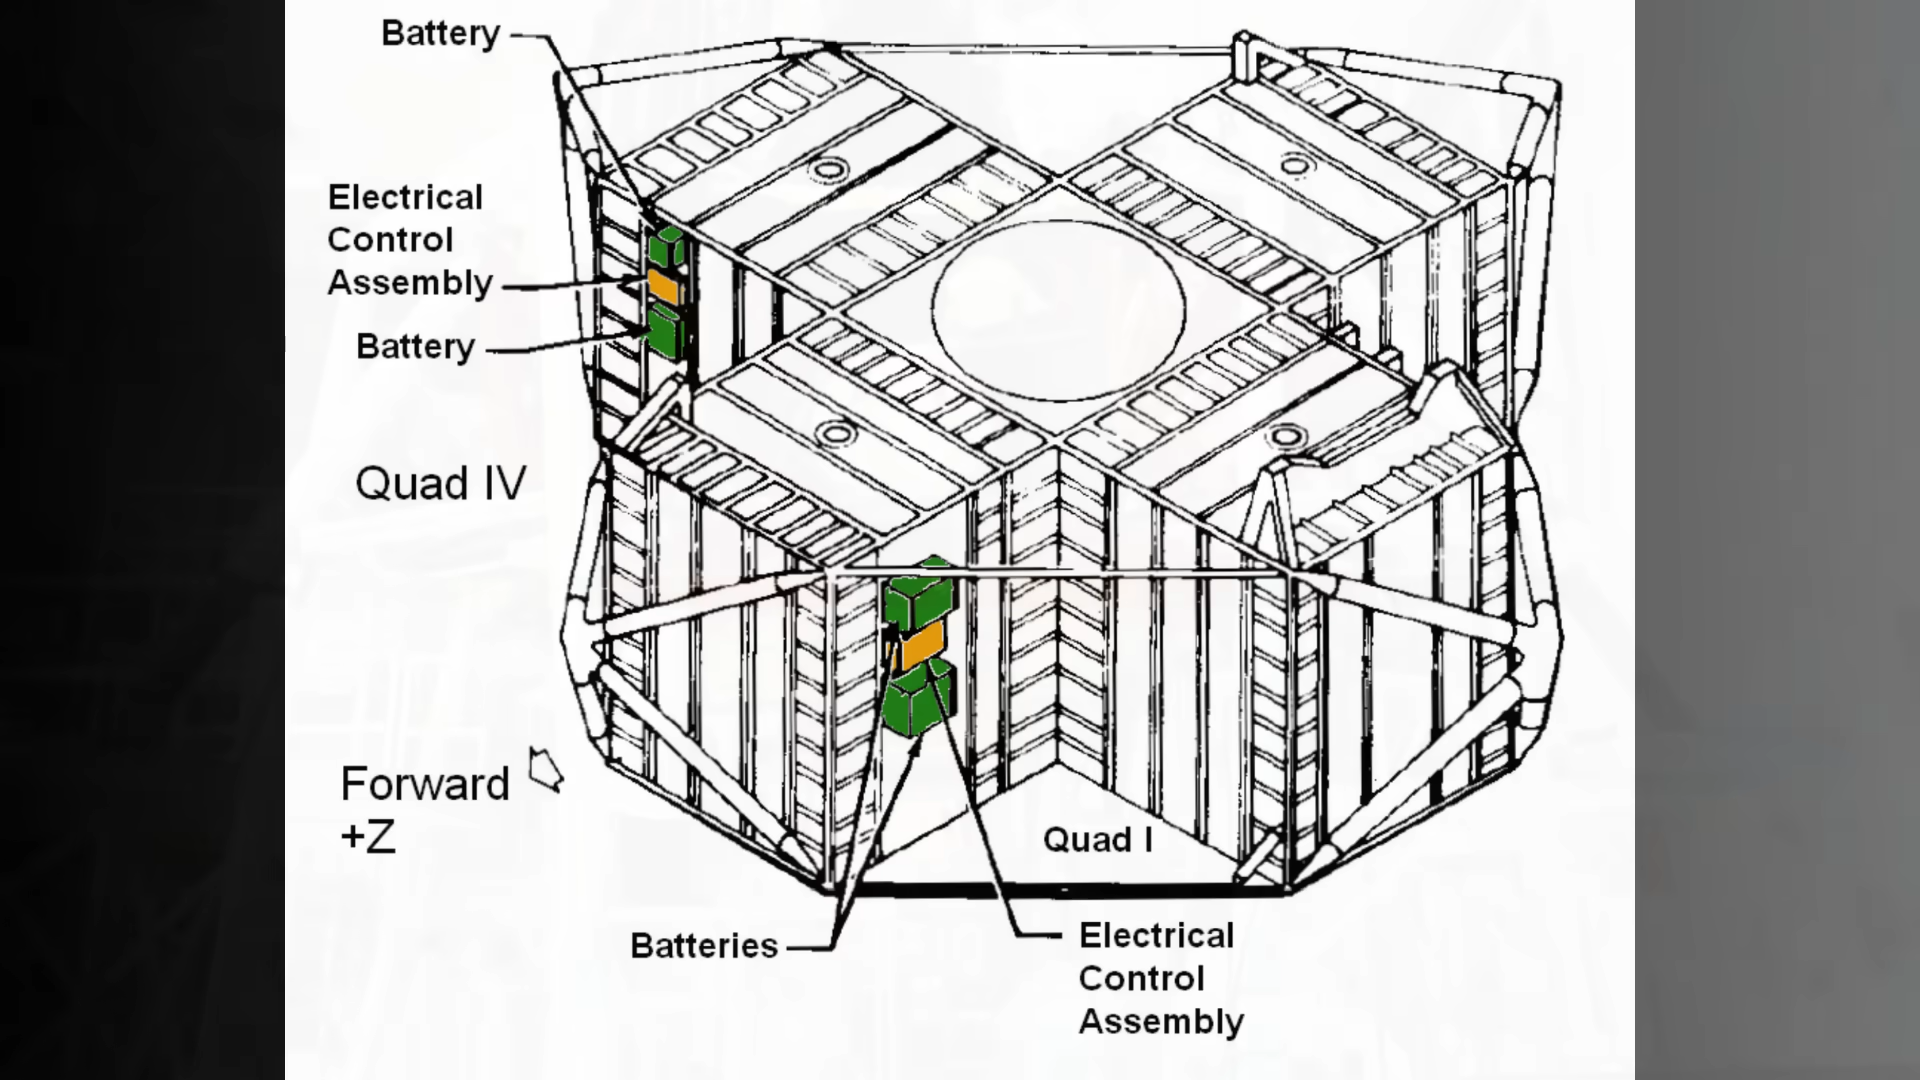 Battery
Electrical
Control
Assembly
Battery
Quad IV
Forward
+Z
Quad I
Batteries
Electrical
Control
Assembly